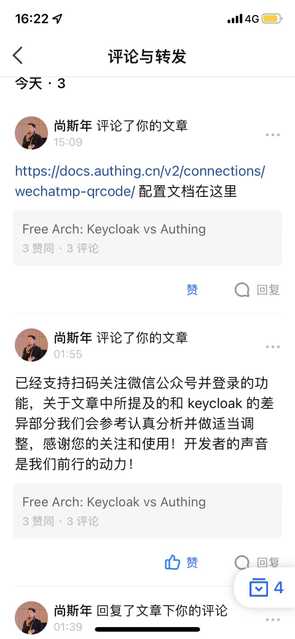 16:22
4G
评论与转发
今天 · 3
尚斯年 评论了你的文章
15:09
https://docs.authing.cn/v2/connections/
wechatmp-qrcode/ 配置文档在这里
Free Arch: Keycloak vs Authing
3 赞同 · 3 评论
赞
回复
尚斯年 评论了你的文章
01:55
已经支持扫码关注微信公众号并登录的功
能，关于文章中所提及的和 keycloak 的差
异部分我们会参考认真分析并做适当调
整，感谢您的关注和使用！开发者的声音
是我们前行的动力！
Free Arch: Keycloak vs Authing
3 赞同 · 3 评论
赞
回复
4
尚斯年 回复了文章下你的评论
01:39